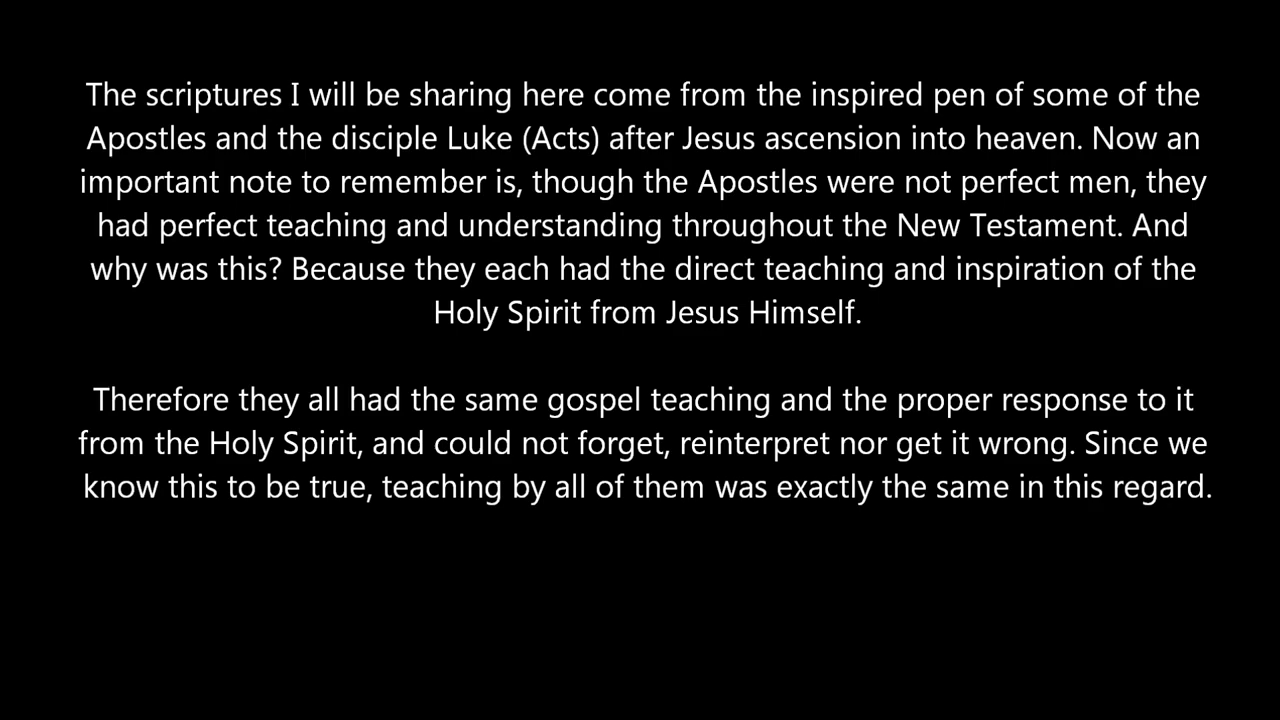 The scriptures I will be sharing here come from the inspired pen of some of the
Apostles and the disciple Luke (Acts) after Jesus ascension into heaven. Now an
important note to remember is, though the Apostles were not perfect men, they
had perfect teaching and understanding throughout the New Testament. And
why was this? Because they each had the direct teaching and inspiration of the
Holy Spirit from Jesus Himself.
Therefore they all had the same gospel teaching and the proper response to it
from the Holy Spirit, and could not forget, reinterpret nor get it wrong. Since we
know this to be true, teaching by all of them was exactly the same in this regard.